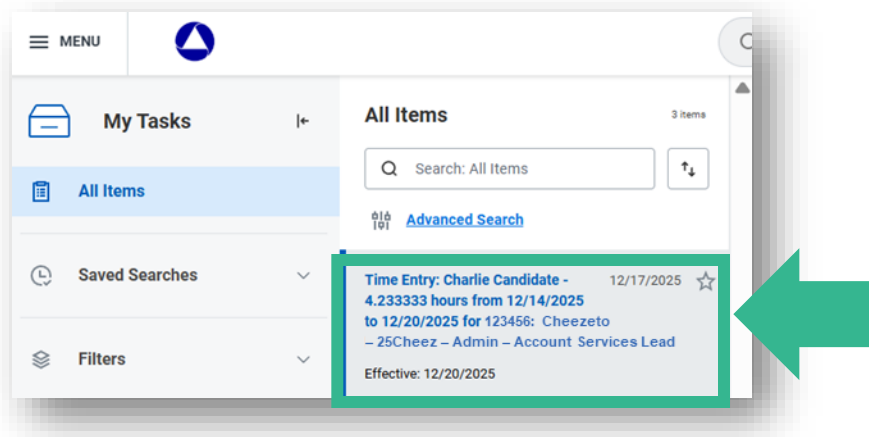 MENU
My Tasks
All Items
Saved Searches
Filters
All Items
3 items
Search: All Items
Advanced Search
Time Entry: Charlie Candidate -
12/17/2025
4.233333 hours from 12/14/2025
to 12/20/2025 for 123456: Cheezeto
– 25Cheez – Admin – Account Services Lead
Effective: 12/20/2025